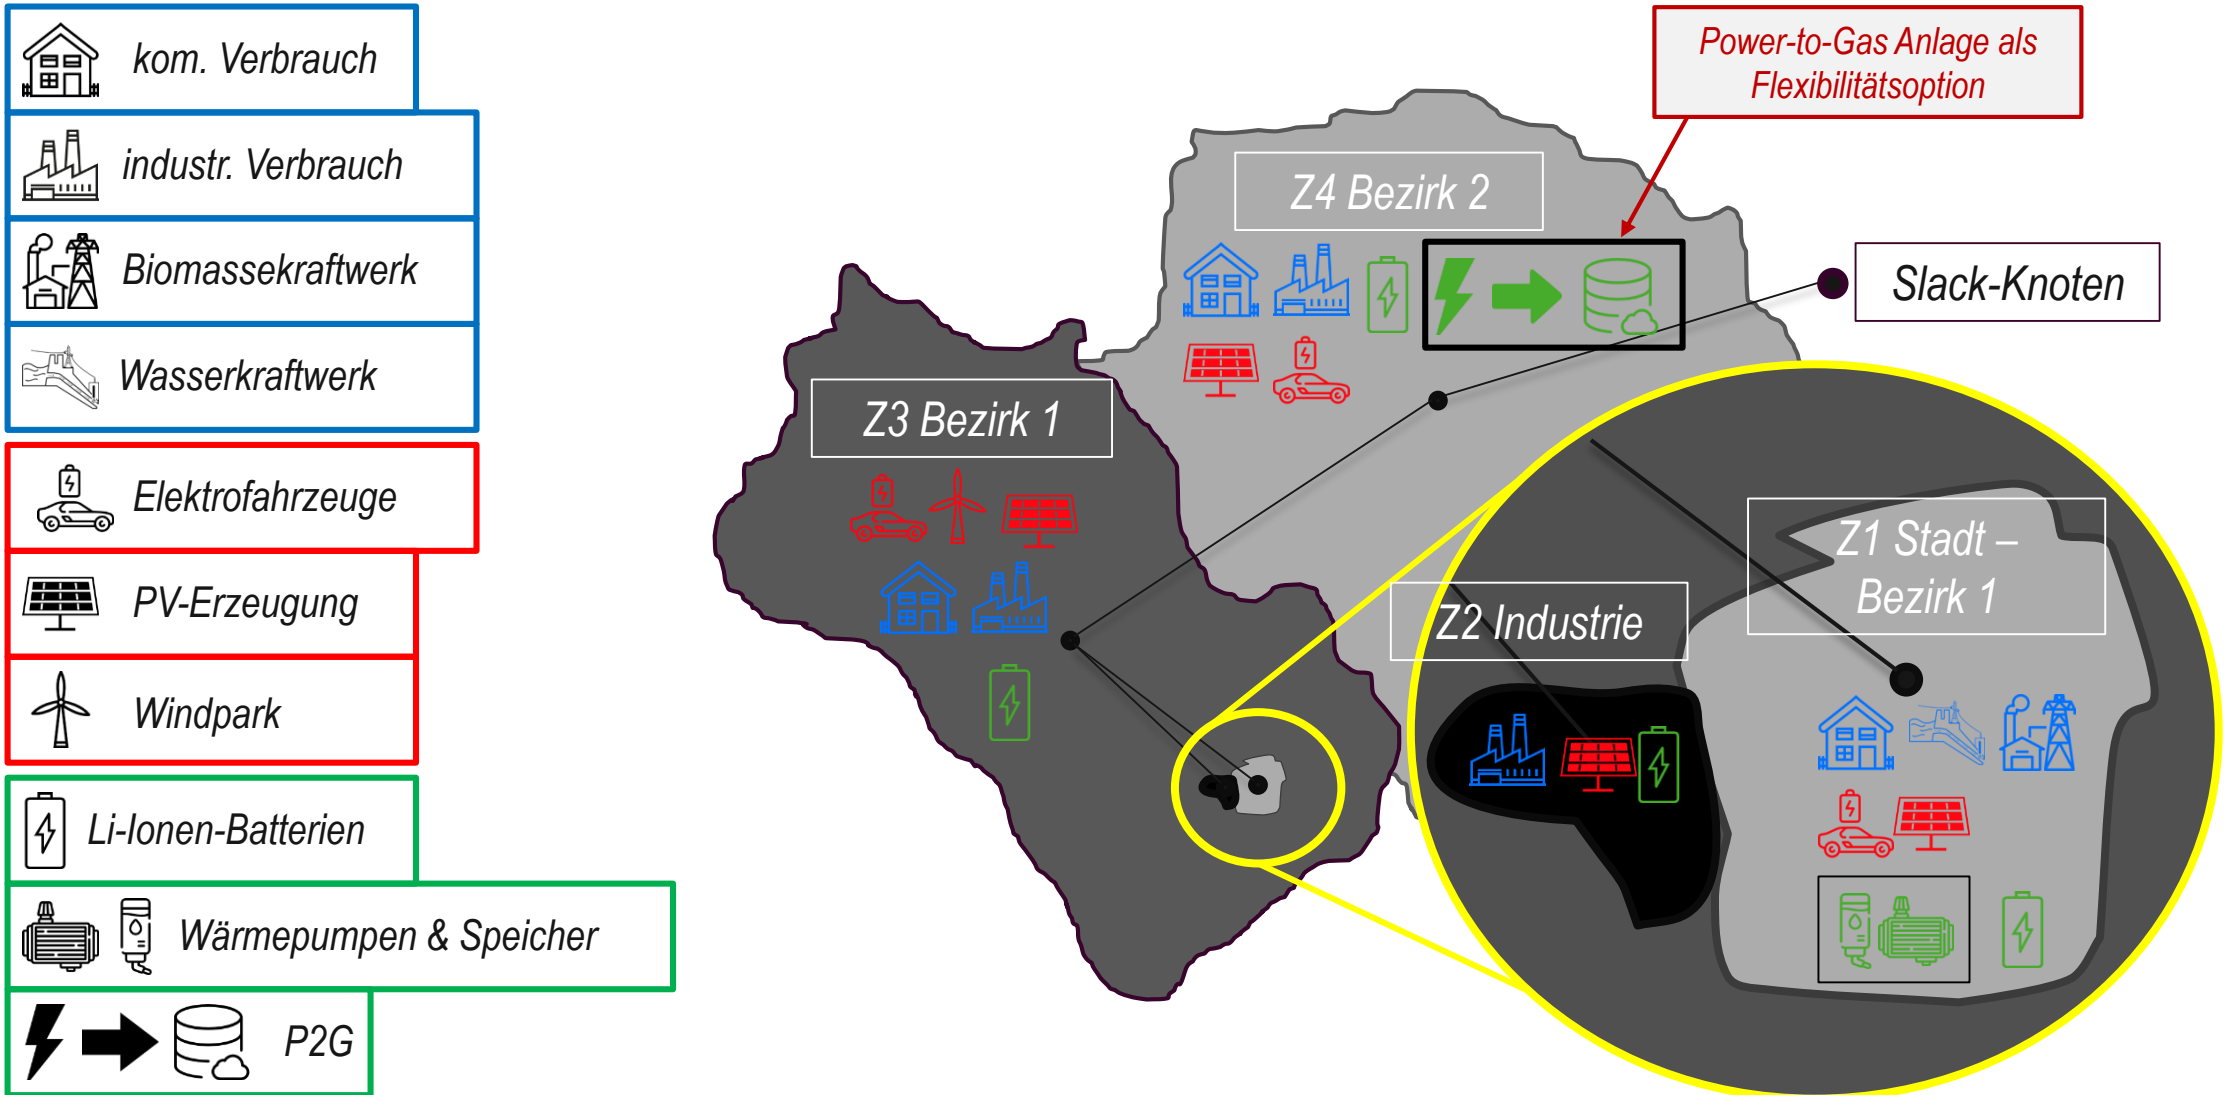 kom. Verbrauch
industr. Verbrauch
Biomassekraftwerk
Wasserkraftwerk
Elektrofahrzeuge
PV-Erzeugung
Windpark
Li-Ionen-Batterien
Wärmepumpen & Speicher
P2G
Power-to-Gas Anlage als
Flexibilitätsoption
Z4 Bezirk 2
Slack-Knoten
Z3 Bezirk 1
Z1 Stadt –
Bezirk 1
Z2 Industrie